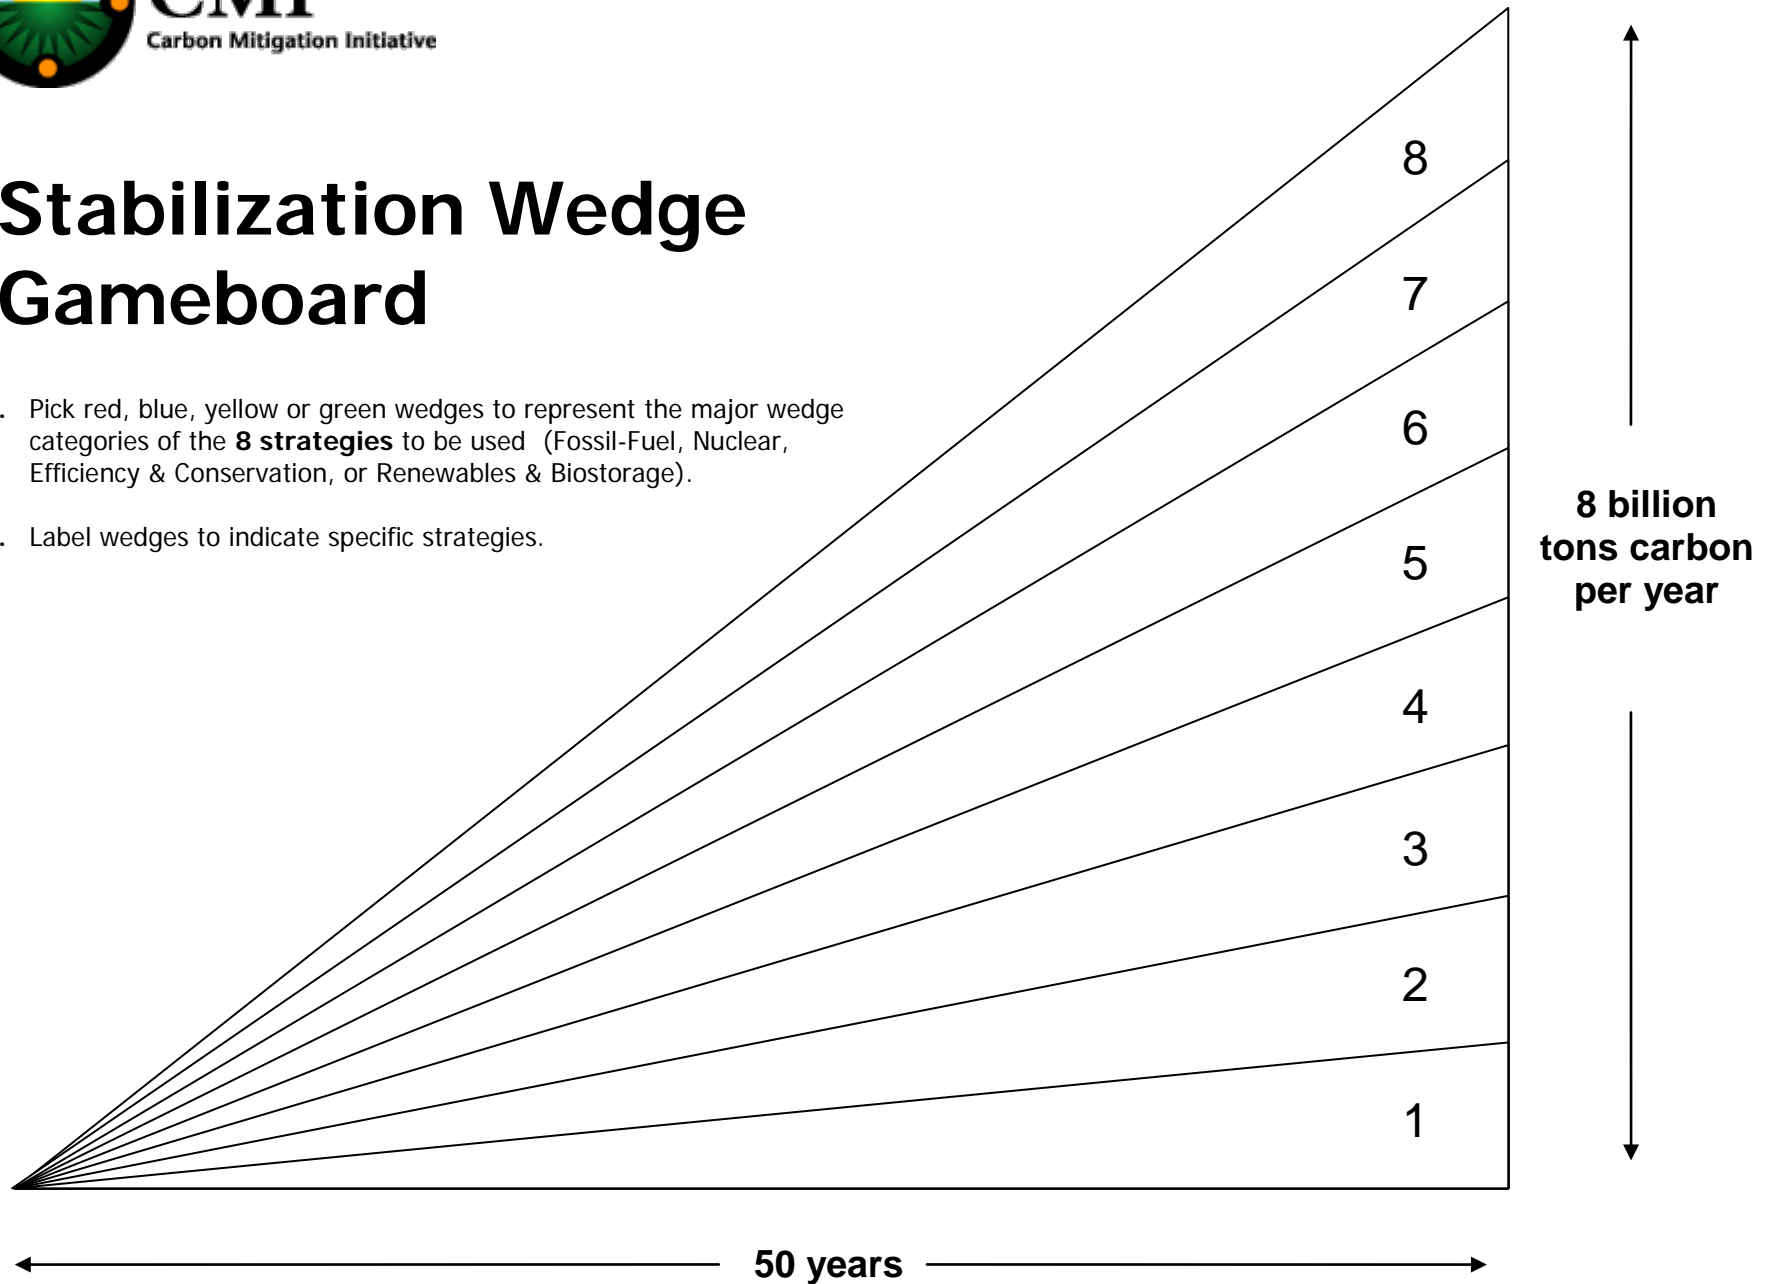 CMI
Carbon Mitigation Initiative
Stabilization Wedge
Gameboard
. Pick red, blue, yellow or green wedges to represent the major wedge
categories of the 8 strategies to be used (Fossil-Fuel, Nuclear,
Efficiency & Conservation, or Renewables & Biostorage).
. Label wedges to indicate specific strategies.
8
7
6
5
4
3
2
1
8 billion
tons carbon
per year
50 years